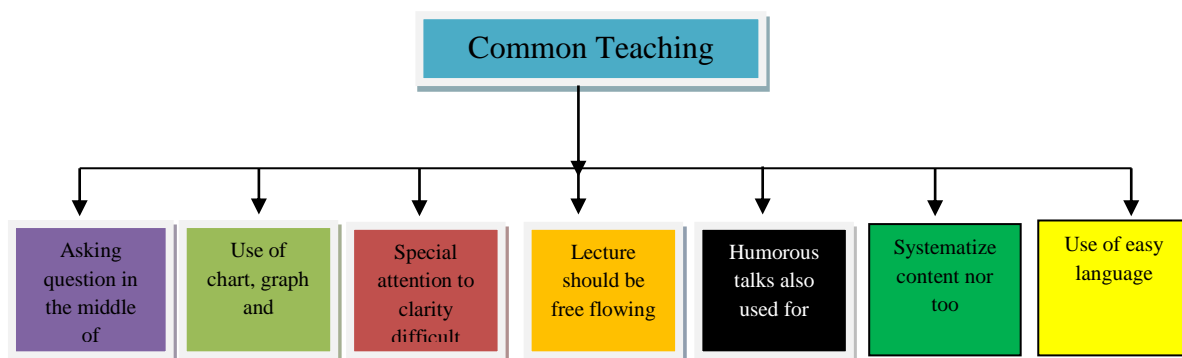 Common Teaching
Asking
question in
the middle
of
Use of
chart, graph
and
Special
attention to
clarity
difficult
Lecture
should be
free flowing
Humorous
talks also
used for
Systematize
content nor
too
Use of easy
language